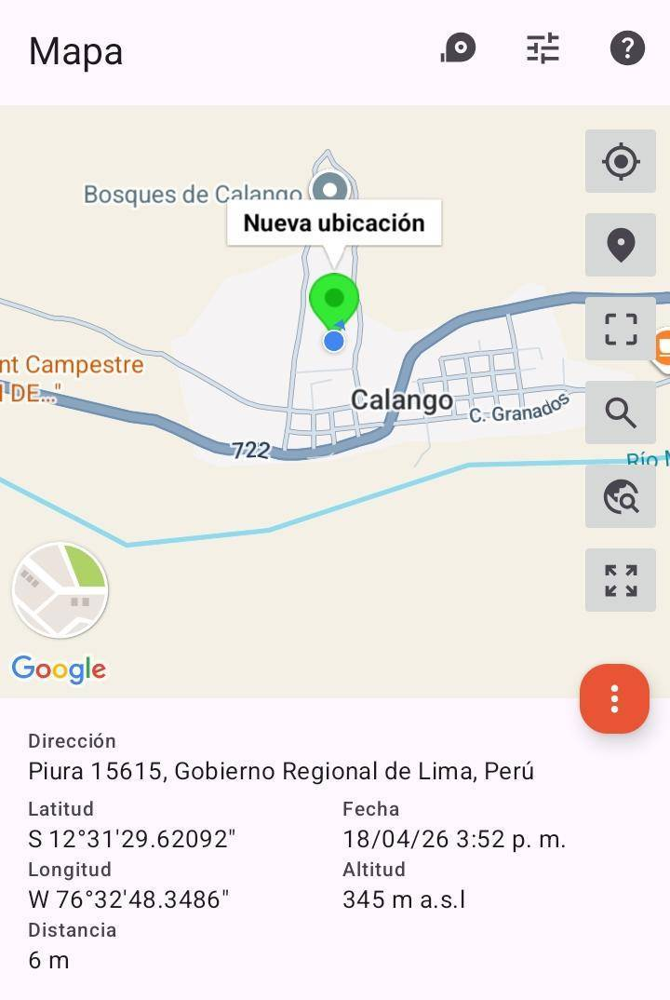 Mapa
Bosques de Calango
Nueva ubicación
nt Campestre
DE..."
Calango
C. Granados
722
Río
Google
Dirección
Piura 15615, Gobierno Regional de Lima, Perú
Latitud
S 12°31'29.62092"
Fecha
18/04/26 3:52 p. m.
Longitud
W 76°32'48.3486"
Altitud
345 m a.s.l
Distancia
6 m